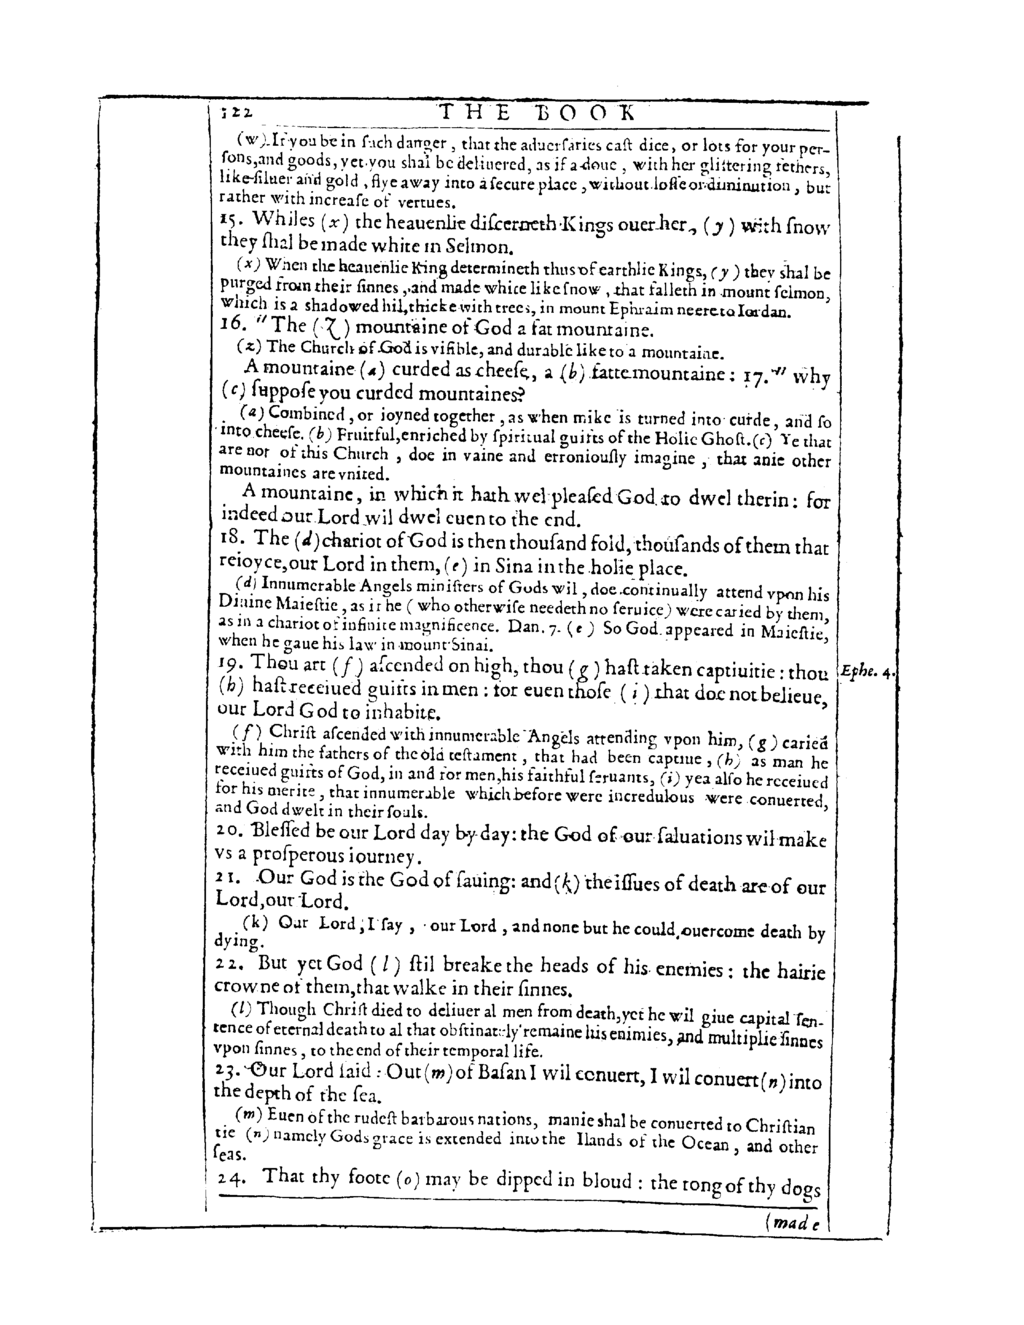 122 THE BOOK
(w) If you be in ſuch danger, that the aduerſaries caſt dice, or lots for your per-
ſons,and goods, yet you shal be deliuered, as if a doue, with her gliſtering fethers,
like ſiluer and gold, flye away into a ſecure place, without loſſe or diminution, but
rather with increaſe of vertues.
15. Whiles (x) the heauenlie diſcerneth Kings ouer her, (y) with ſnow
they ſhal be made white in Selmon.
(x) When the heauenlie King determineth thus of earthlie Kings, (y) they shal be
purged from their ſinnes, and made white like ſnow, that falleth in mount ſelmon,
which is a shadowed hil, thicke with trees, in mount Ephraim neere to Iordan.
16. " The (ζ) mountaine of God a fat mountaine.
(z) The Church of God is viſible, and durable like to a mountaine.
A mountaine (a) curded as cheeſe, a (b) fatte mountaine: 17. " why
(c) ſuppoſe you curded mountaines?
(a) Combined, or ioyned together, as when milke is turned into curde, and ſo
into cheeſe. (b) Fruitful,enriched by ſpiritual guifts of the Holie Ghoſt. (c) Ye that
are not of this Church, doe in vaine and erroniouſly imagine, that anie other
mountaines are vnited.
A mountaine, in which it hath wel pleaſed God to dwel therin: for
indeed our Lord wil dwel euen to the end.
18. The (d) chariot of God is then thouſand fold, thouſands of them that
reioyce,our Lord in them, (e) in Sina in the holie place.
(d) Innumerable Angels miniſters of Gods wil, doe continually attend vpon his
Diuine Maieſtie, as if he (who otherwiſe needeth no ſeruice) were caried by them,
as in a chariot of infinite magnificence. Dan. 7. (e) So God appeared in Maieſtie,
when he gaue his law in mount Sinai.
19. Thou art (f) aſcended on high, thou (g) haſt taken captiuitie: thou Ephe. 4.
(h) haſt receiued guifts in men: for euen thoſe (i) that doe not belieue,
our Lord God to inhabite.
(f) Chriſt aſcended with innumerable Angels attending vpon him, (g) caried
with him the fathers of the old teſtament, that had been captiue, (h) as man he
receiued guifts of God, in and for men,his faithful ſeruants, (i) yea alſo he receiued
for his merite, that innumerable which before were incredulous were conuerted,
and God dwelt in their ſouls.
20. Bleſſed be our Lord day by day: the God of our ſaluations wil make
vs a proſperous iourney.
21. Our God is the God of ſauing: and (k) the iſſues of death are of our
Lord,our Lord.
(k) Our Lord, I ſay, our Lord, and none but he could ouercome death by
dying.
22. But yet God (l) ſtil breake the heads of his enemies: the hairie
crowne of them,that walke in their ſinnes.
(l) Though Chriſt died to deliuer al men from death,yet he wil giue capital ſen-
tence of eternal death to al that obſtinately remaine his enimies, and multiplie ſinnes
vpon ſinnes, to the end of their temporal life.
23. Our Lord ſaid: Out (m) of Baſan I wil conuert, I wil conuert (n) into
the depth of the ſea.
(m) Euen of the rudeſt barbarous nations, manie shal be conuerted to Chriſtian
tie (n) namely Gods grace is extended into the Ilands of the Ocean, and other
ſeas.
24. That thy foote (o) may be dipped in bloud: the tong of thy dogs
(made